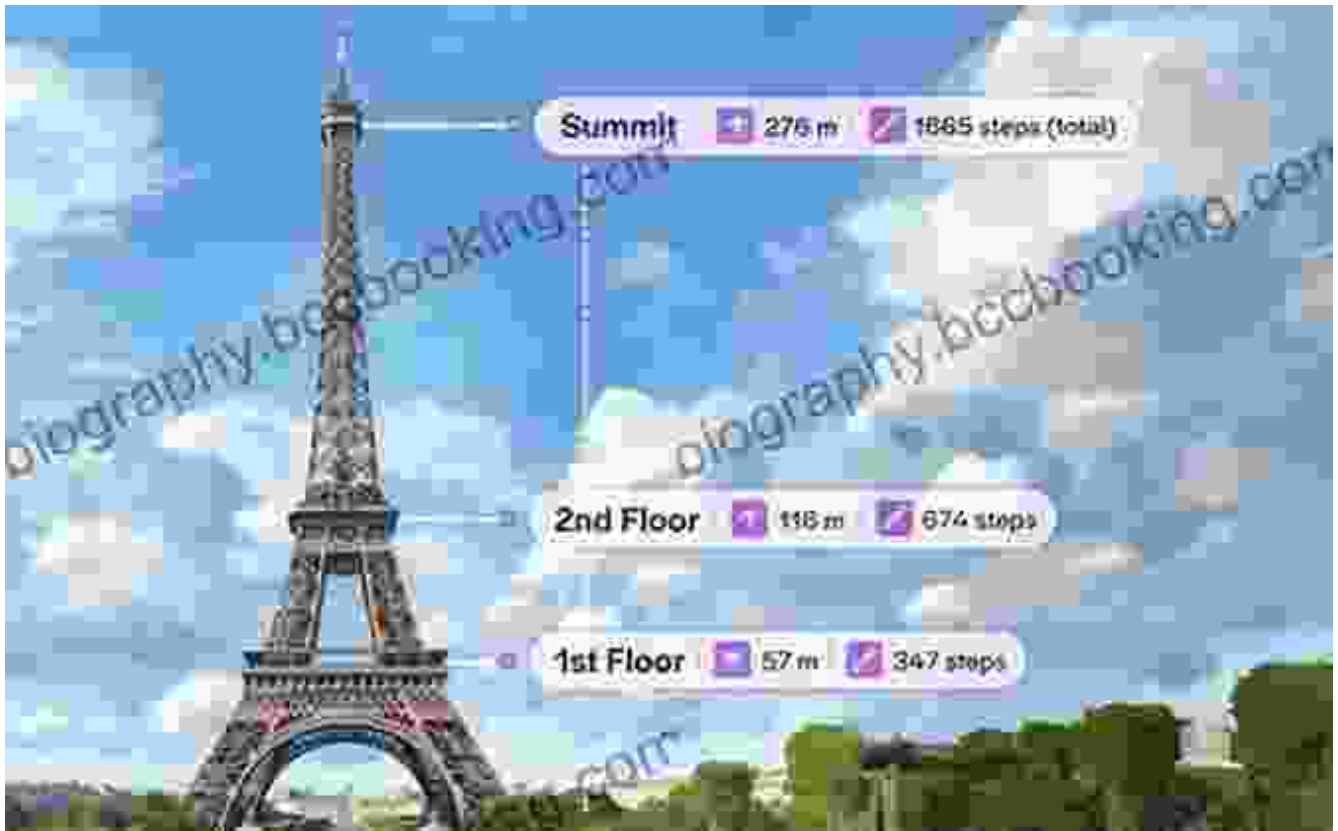 Summit 276 m 1665 steps (total)
biography.bccbooking.com
biography.bccbooking.com
2nd Floor 116 m 674 steps
1st Floor 57 m 347 steps
.com